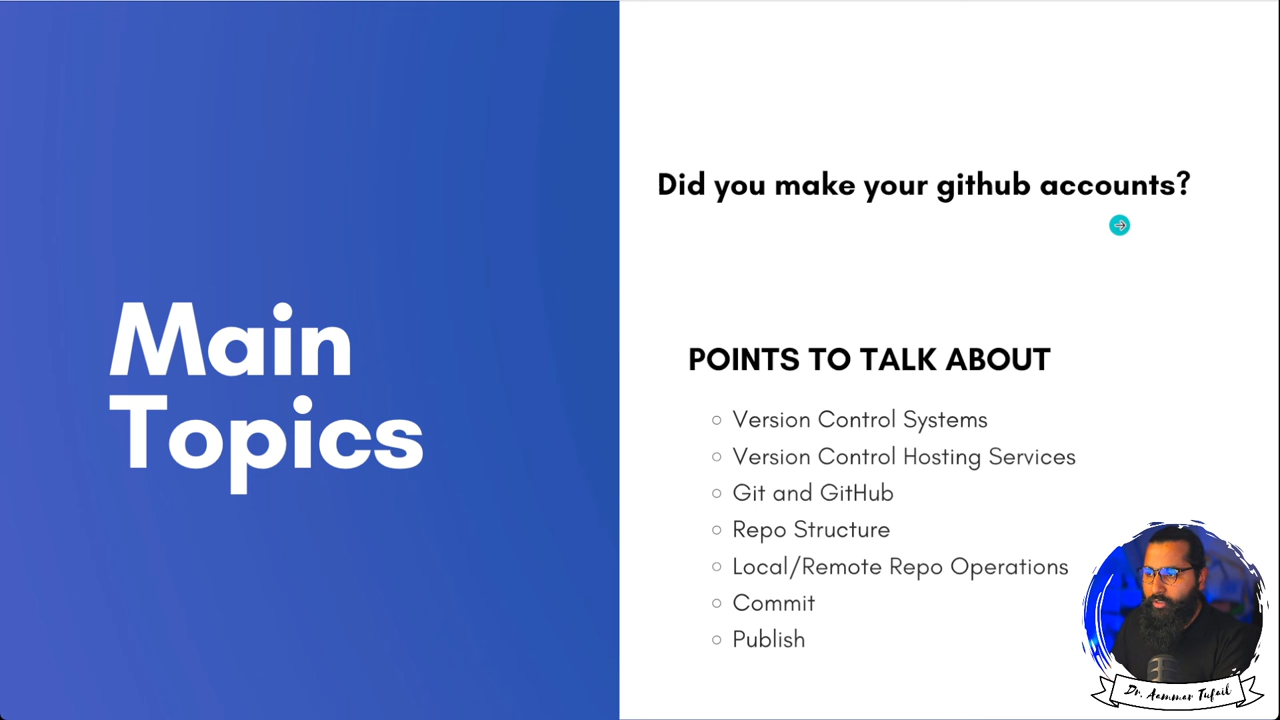 Main
Topics
Did you make your github accounts?
POINTS TO TALK ABOUT
Version Control Systems
Version Control Hosting Services
Git and GitHub
Repo Structure
Local/Remote Repo Operations
Commit
Publish
Dr. Aammar Tufail